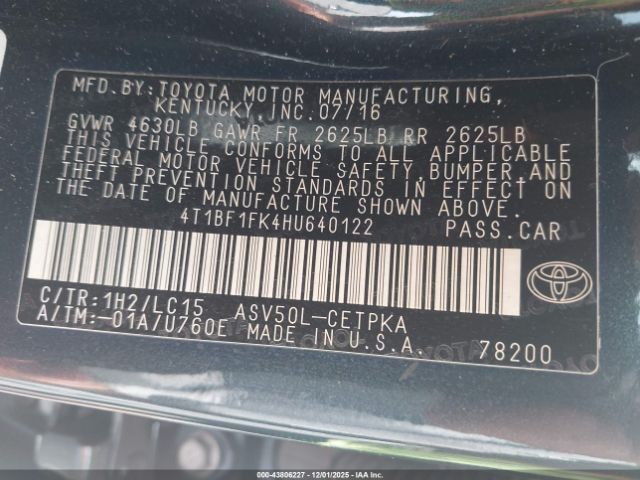 MFD.BY:TOYOTA MOTOR MANUFACTURING,
KENTUCKY,INC.07/16
GVWR 4630LB GAWR FR 2625LB RR 2625LB
THIS VEHICLE CONFORMS TO ALL APPLICABLE
FEDERAL MOTOR VEHICLE SAFETY,BUMPER,AND
THEFT PREVENTION STANDARDS IN EFFECT ON
THE DATE OF MANUFACTURE SHOWN ABOVE.
4T1BF1FK4HU640122 PASS.CAR
C/TR:1H2/LC15 ASV50L-CETPKA
A/TM:-01A/U760E MADE IN U.S.A. 78200
© IAA 43806227 - 12/01/2025 - IAAI.COM